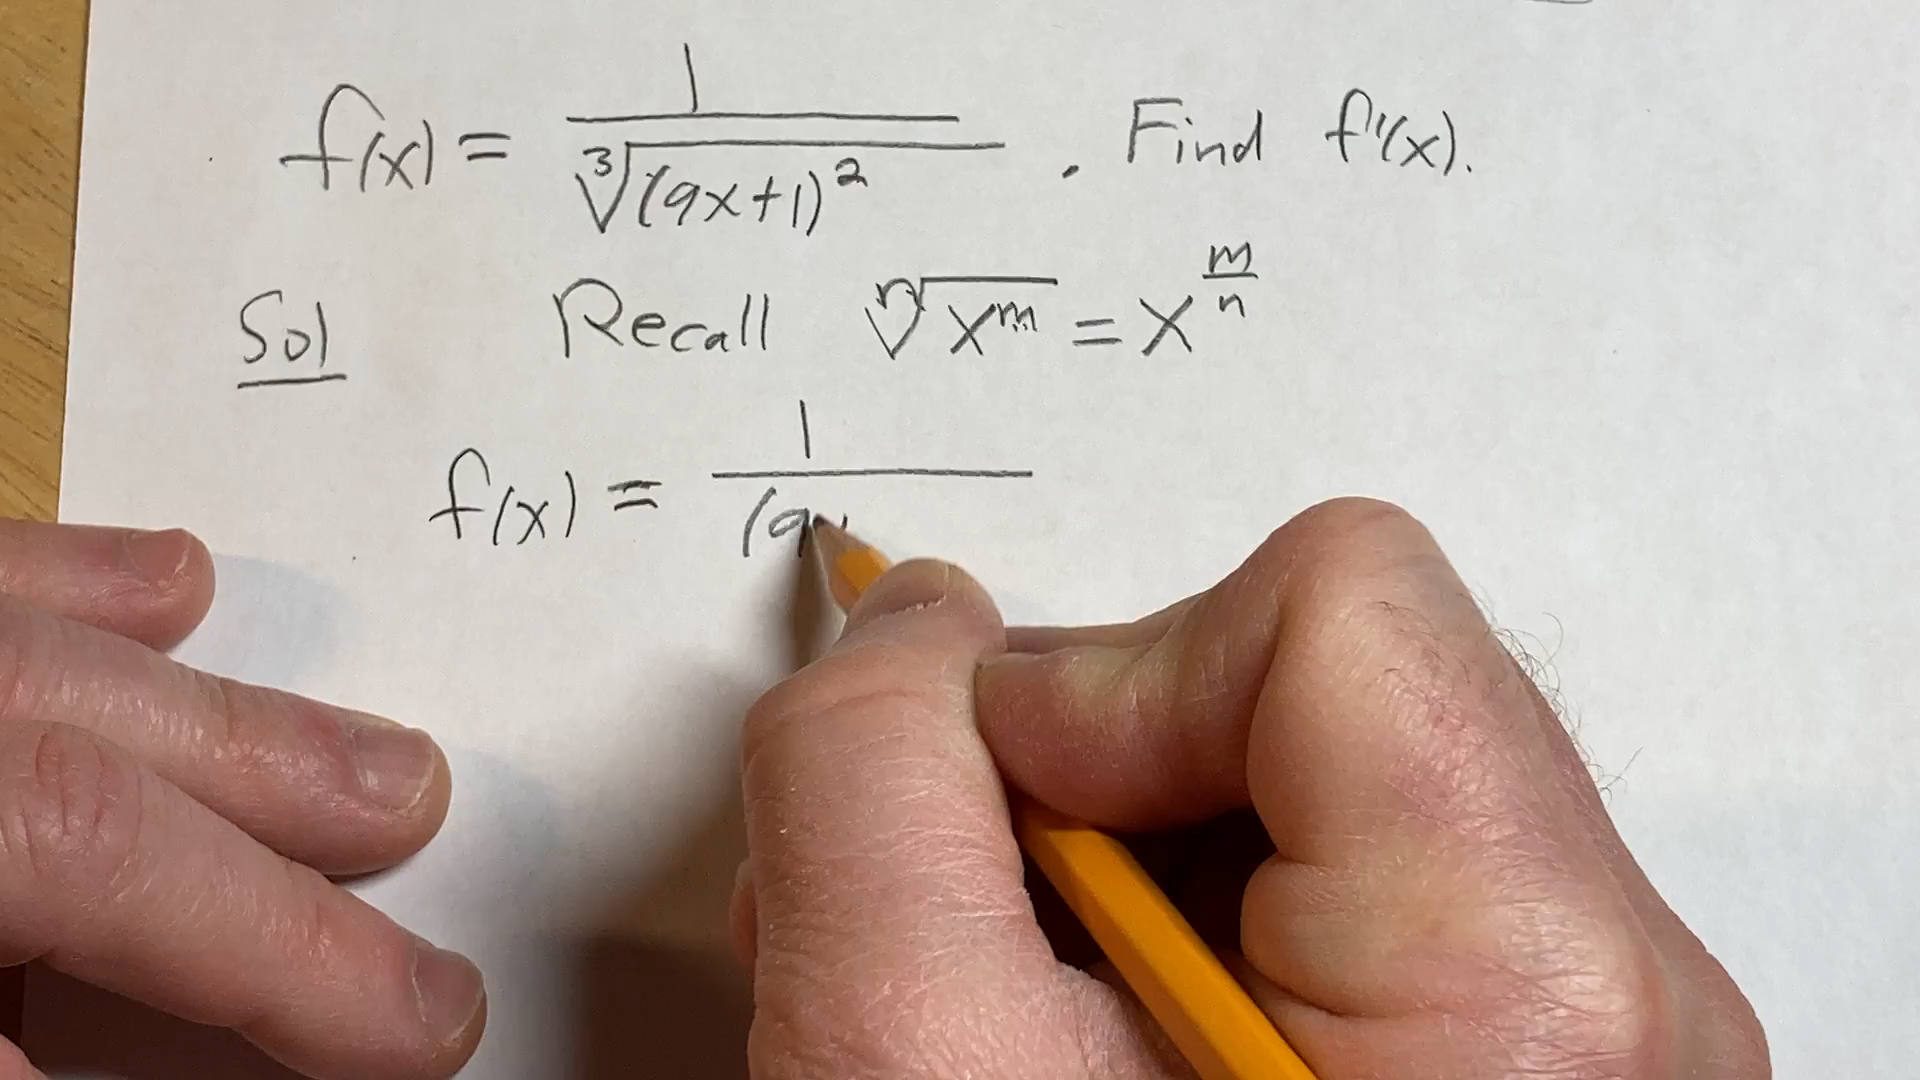 f(x) = 1 / ∛(9x+1)² . Find f'(x).
Sol Recall ⁿ√xᵐ = x^(m/n)
f(x) = 1 / (9